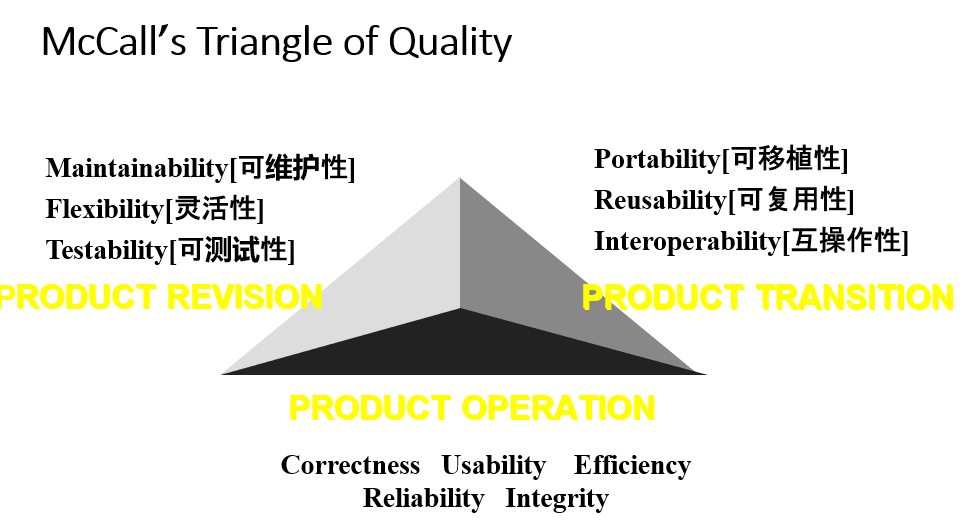 McCall's Triangle of Quality
Maintainability[可维护性]
Flexibility[灵活性]
Testability[可测试性]
PRODUCT REVISION
Portability[可移植性]
Reusability[可复用性]
Interoperability[互操作性]
PRODUCT TRANSITION
PRODUCT OPERATION
Correctness Usability Efficiency
Reliability Integrity